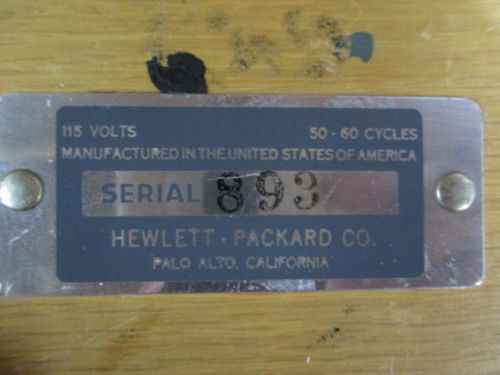 115 VOLTS 50-60 CYCLES
MANUFACTURED IN THE UNITED STATES OF AMERICA
SERIAL 893
HEWLETT-PACKARD CO.
PALO ALTO, CALIFORNIA